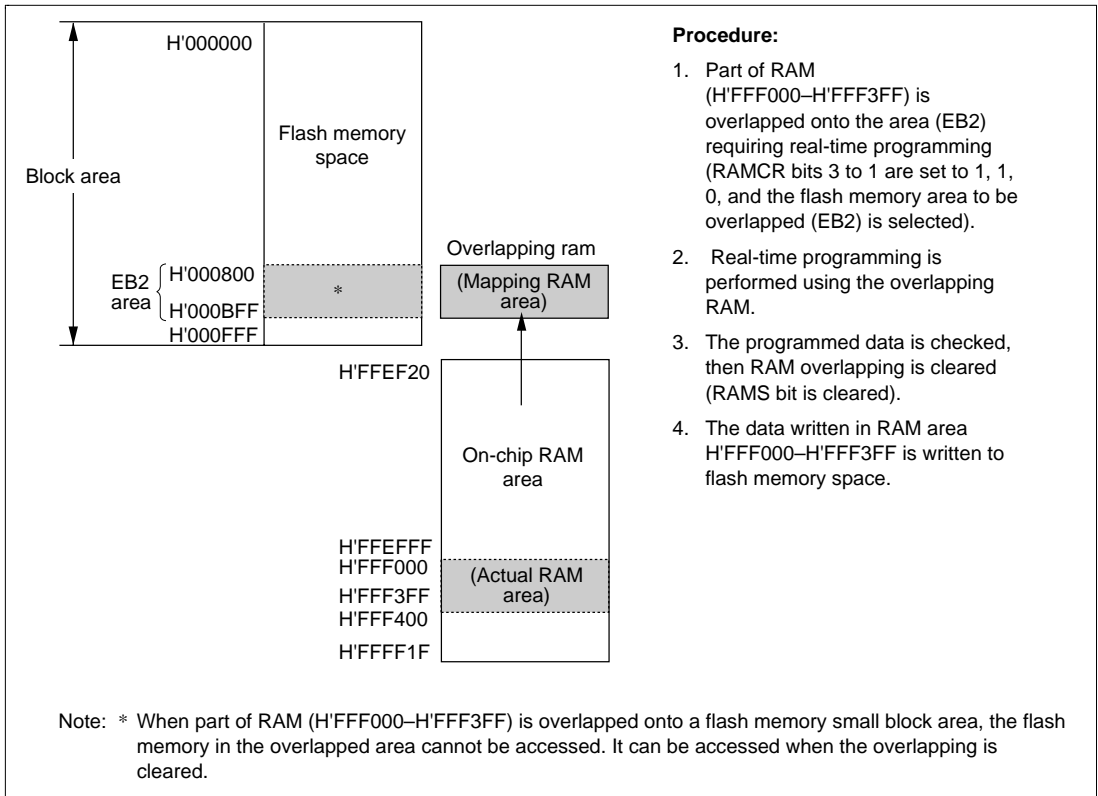 H'000000
Flash memory
space
Block area
EB2
area
H'000800
H'000BFF
H'000FFF
*
Overlapping ram
(Mapping RAM
area)
H'FFEF20
On-chip RAM
area
H'FFEFFF
H'FFF000
H'FFF3FF
H'FFF400
H'FFFF1F
(Actual RAM
area)
Procedure:
1. Part of RAM
(H'FFF000–H'FFF3FF) is
overlapped onto the area (EB2)
requiring real-time programming
(RAMCR bits 3 to 1 are set to 1, 1,
0, and the flash memory area to be
overlapped (EB2) is selected).
2. Real-time programming is
performed using the overlapping
RAM.
3. The programmed data is checked,
then RAM overlapping is cleared
(RAMS bit is cleared).
4. The data written in RAM area
H'FFF000–H'FFF3FF is written to
flash memory space.
Note: * When part of RAM (H'FFF000–H'FFF3FF) is overlapped onto a flash memory small block area, the flash
memory in the overlapped area cannot be accessed. It can be accessed when the overlapping is
cleared.